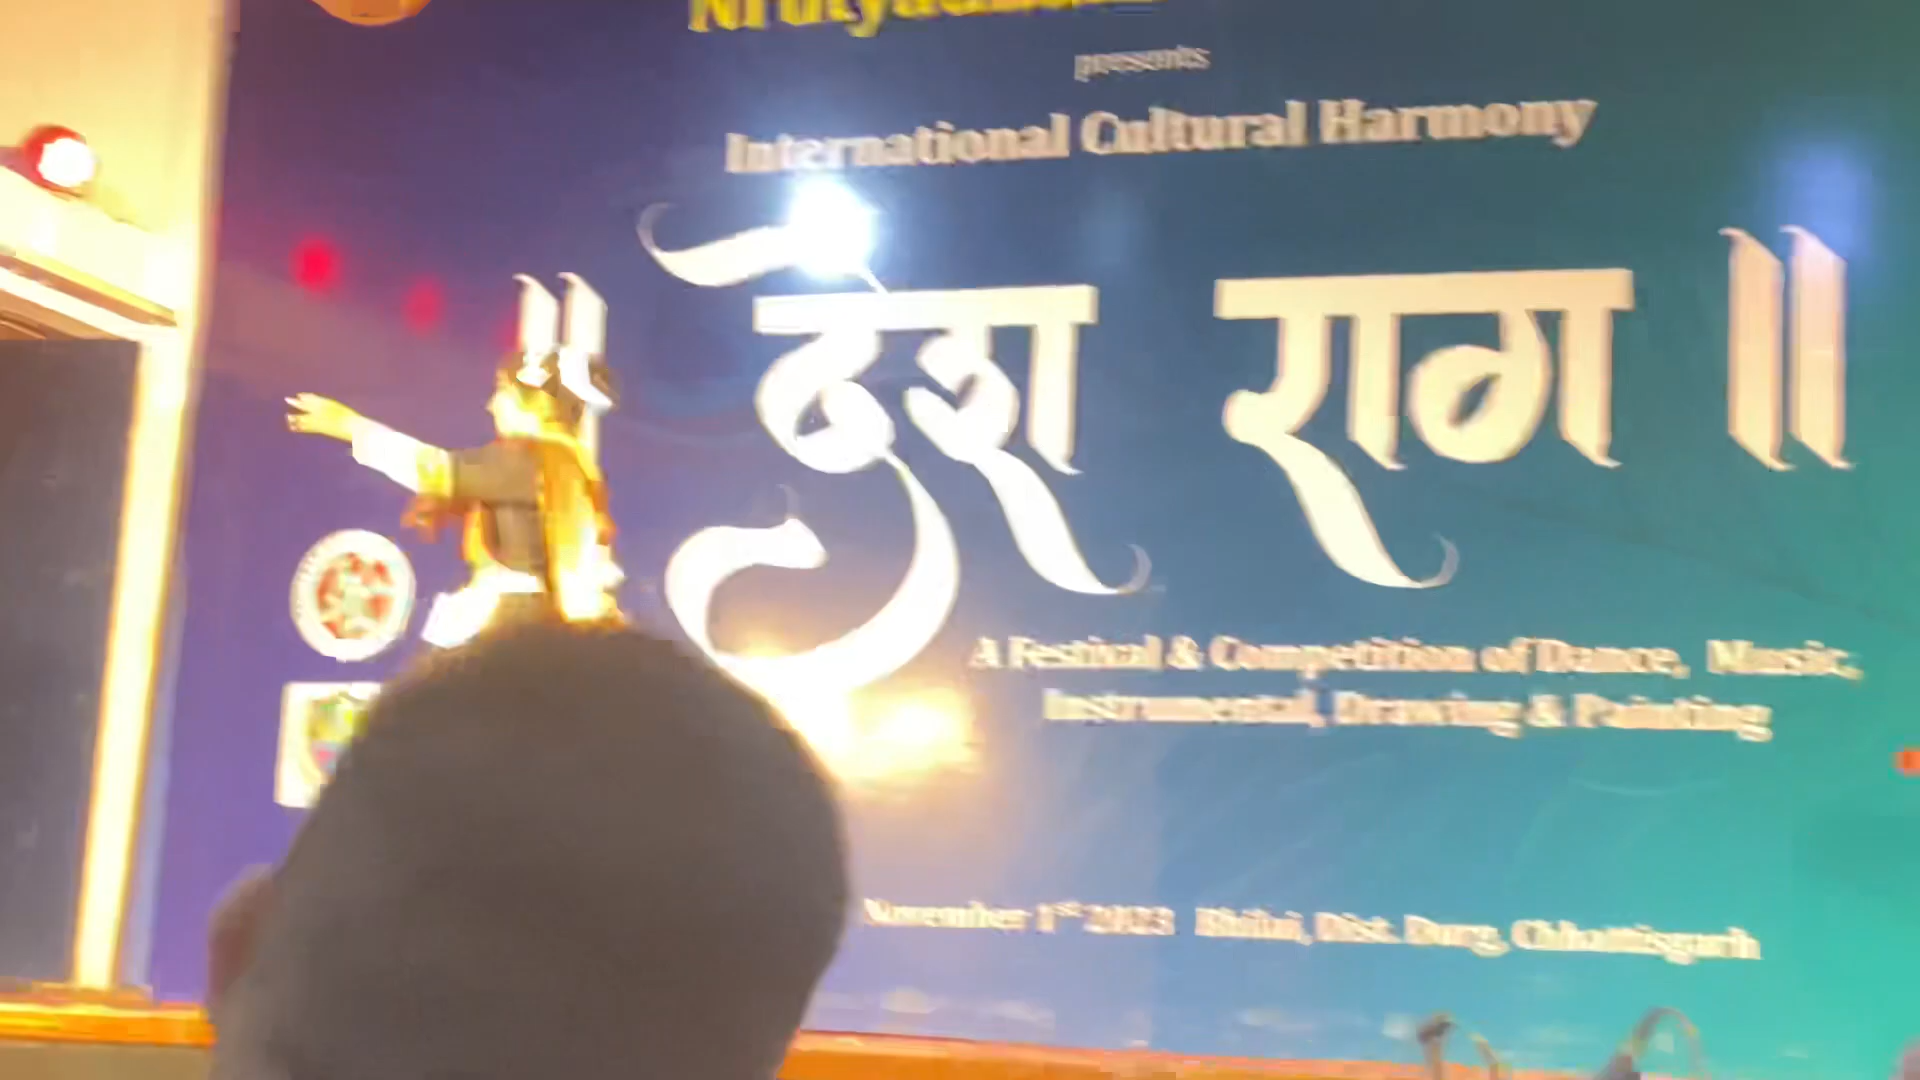 presents
International Cultural Harmony
॥ देश राग ॥
A Festival & Competition of Dance, Music,
Instrumental, Drawing & Painting
November 1st 2023 Bhilai, Dist. Durg, Chhattisgarh